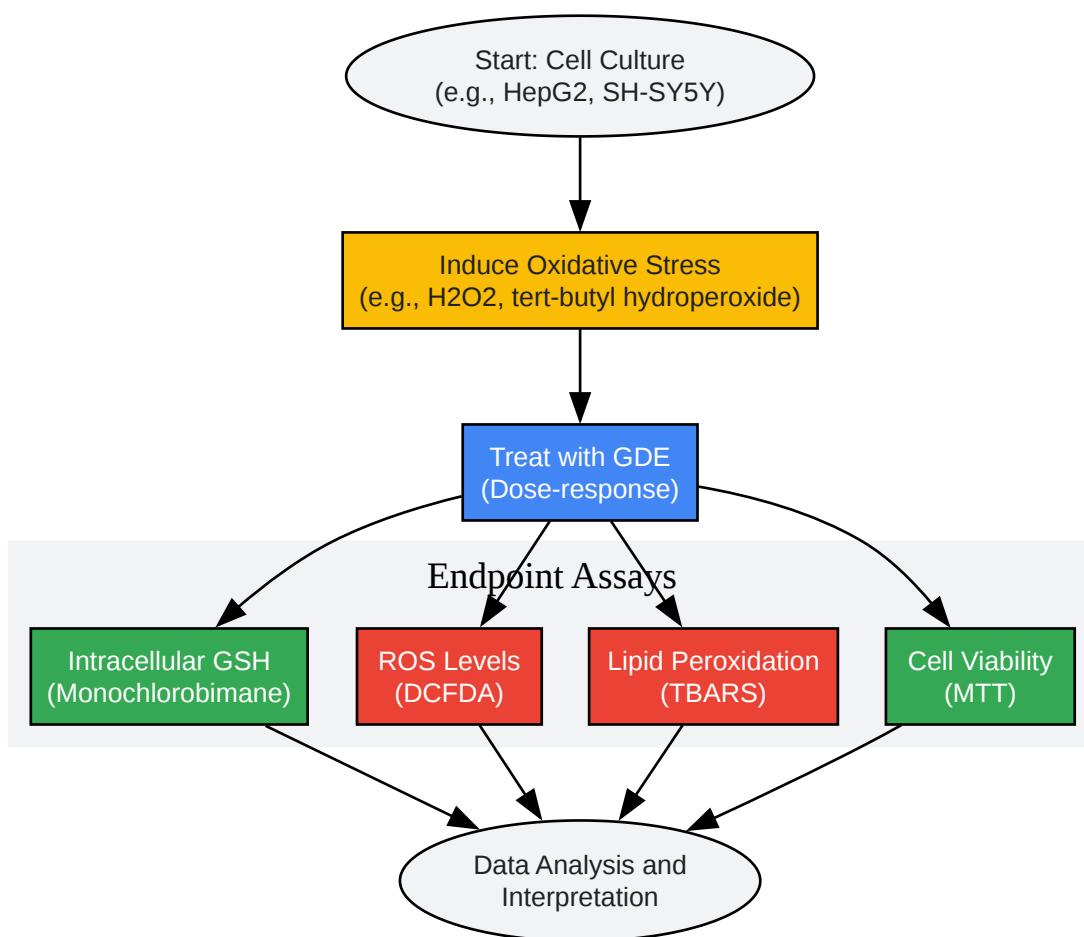 Start: Cell Culture
(e.g., HepG2, SH-SY5Y)
Induce Oxidative Stress
(e.g., H2O2, tert-butyl hydroperoxide)
Treat with GDE
(Dose-response)
Endpoint Assays
Intracellular GSH
(Monochlorobimane)
ROS Levels
(DCFDA)
Lipid Peroxidation
(TBARS)
Cell Viability
(MTT)
Data Analysis and
Interpretation